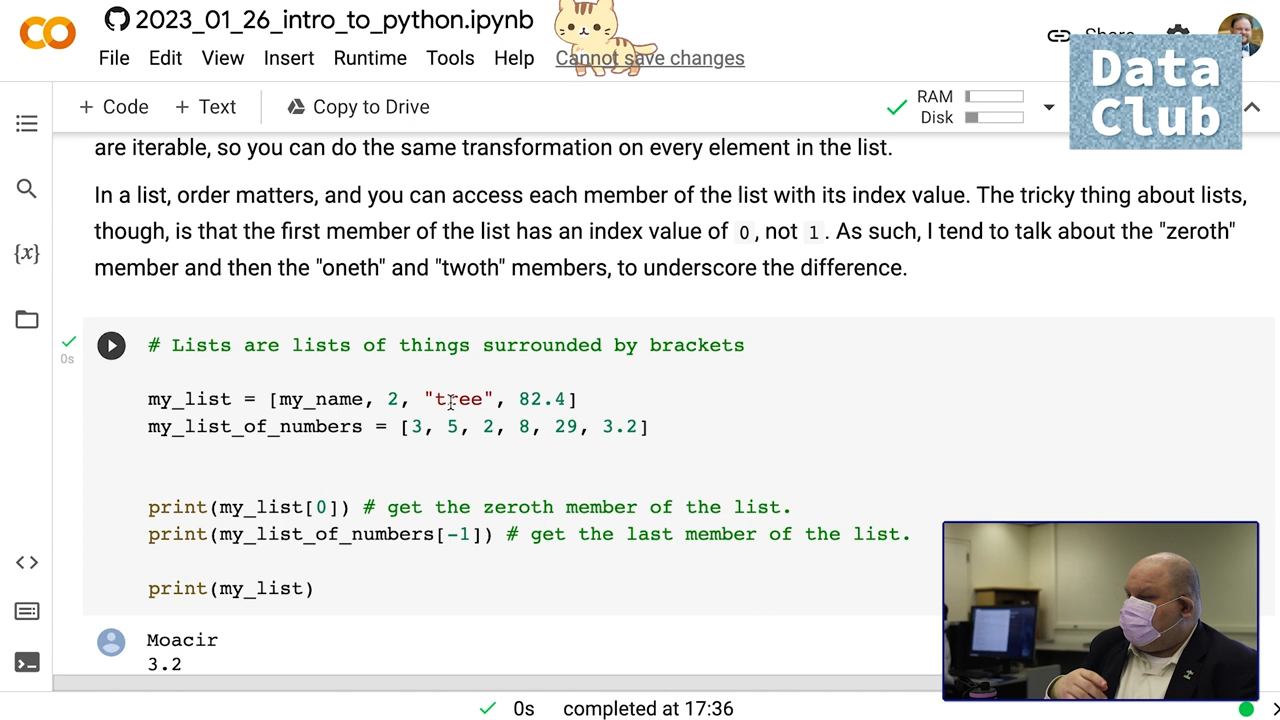 2023_01_26_intro_to_python.ipynb
File Edit View Insert Runtime Tools Help Cannot save changes
Share
Data
Club
+ Code + Text Copy to Drive
RAM
Disk
are iterable, so you can do the same transformation on every element in the list.
In a list, order matters, and you can access each member of the list with its index value. The tricky thing about lists,
though, is that the first member of the list has an index value of 0, not 1. As such, I tend to talk about the "zeroth"
member and then the "oneth" and "twoth" members, to underscore the difference.
{x}
0s
# Lists are lists of things surrounded by brackets
my_list = [my_name, 2, "tree", 82.4]
my_list_of_numbers = [3, 5, 2, 8, 29, 3.2]
print(my_list[0]) # get the zeroth member of the list.
print(my_list_of_numbers[-1]) # get the last member of the list.
print(my_list)
Moacir
3.2
0s completed at 17:36